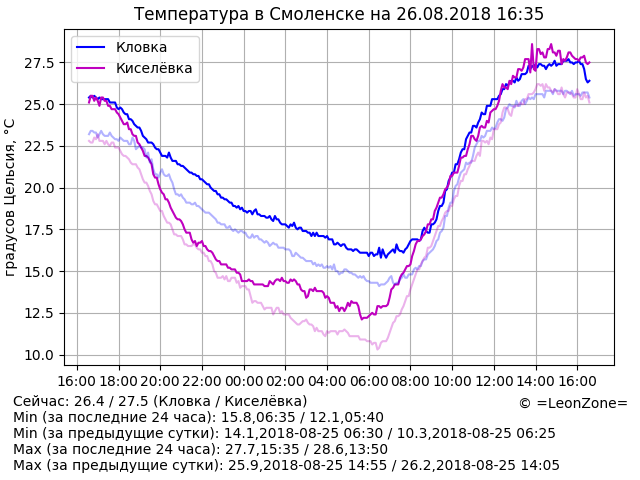 Температура в Смоленске на 26.08.2018 16:35
Кловка
Киселёвка
градусов Цельсия, °C
27.5
25.0
22.5
20.0
17.5
15.0
12.5
10.0
16:00 18:00 20:00 22:00 00:00 02:00 04:00 06:00 08:00 10:00 12:00 14:00 16:00
Сейчас: 26.4 / 27.5 (Кловка / Киселёвка)
© =LeonZone=
Min (за последние 24 часа): 15.8,06:35 / 12.1,05:40
Min (за предыдущие сутки): 14.1,2018-08-25 06:30 / 10.3,2018-08-25 06:25
Max (за последние 24 часа): 27.7,15:35 / 28.6,13:50
Max (за предыдущие сутки): 25.9,2018-08-25 14:55 / 26.2,2018-08-25 14:05